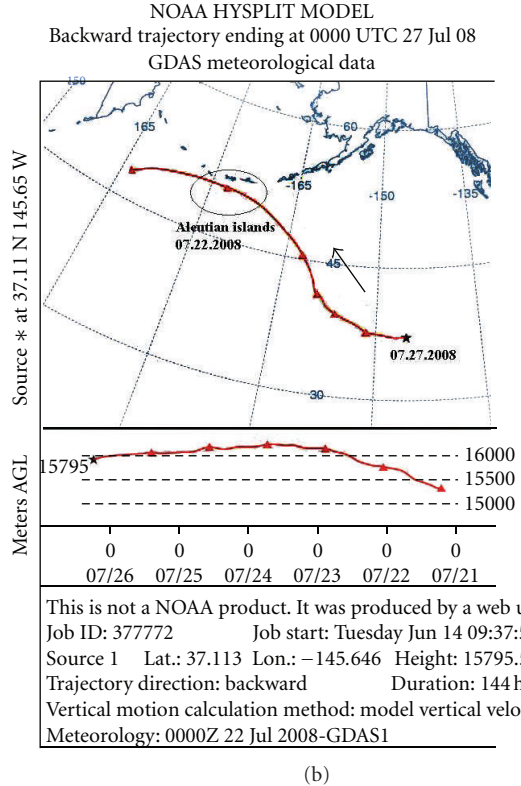 NOAA HYSPLIT MODEL
Backward trajectory ending at 0000 UTC 27 Jul 08
GDAS meteorological data
Source ∗ at 37.11 N 145.65 W
150
165
60
-165
-150
-135
Aleutian islands
07.22.2008
45
07.27.2008
30
Meters AGL
15795
16000
15500
15000
0 0 0 0 0 0
07/26 07/25 07/24 07/23 07/22 07/21
This is not a NOAA product. It was produced by a web u
Job ID: 377772 Job start: Tuesday Jun 14 09:37:5
Source 1 Lat.: 37.113 Lon.: −145.646 Height: 15795.5
Trajectory direction: backward Duration: 144 h
Vertical motion calculation method: model vertical velo
Meteorology: 0000Z 22 Jul 2008-GDAS1
(b)